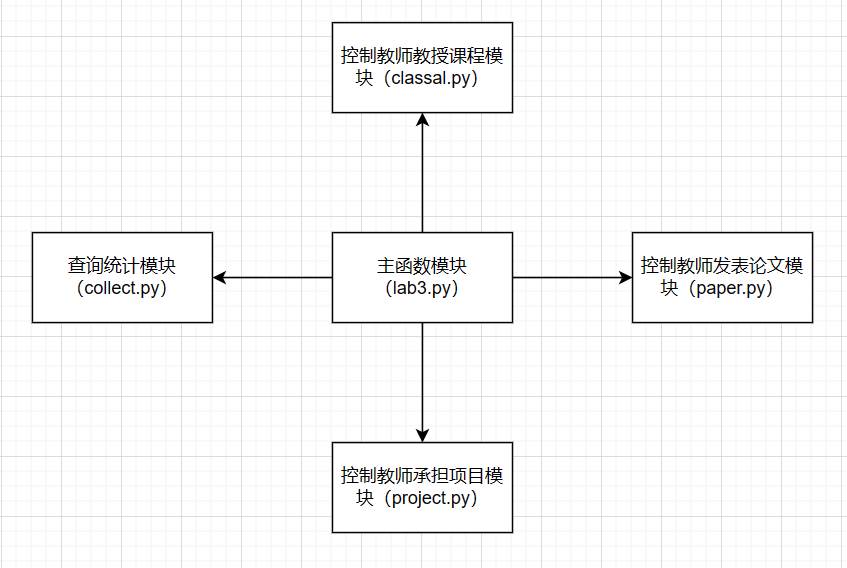 控制教师教授课程模
块（classal.py）
查询统计模块
（collect.py）
主函数模块
（lab3.py）
控制教师发表论文模
块（paper.py）
控制教师承担项目模
块（project.py）